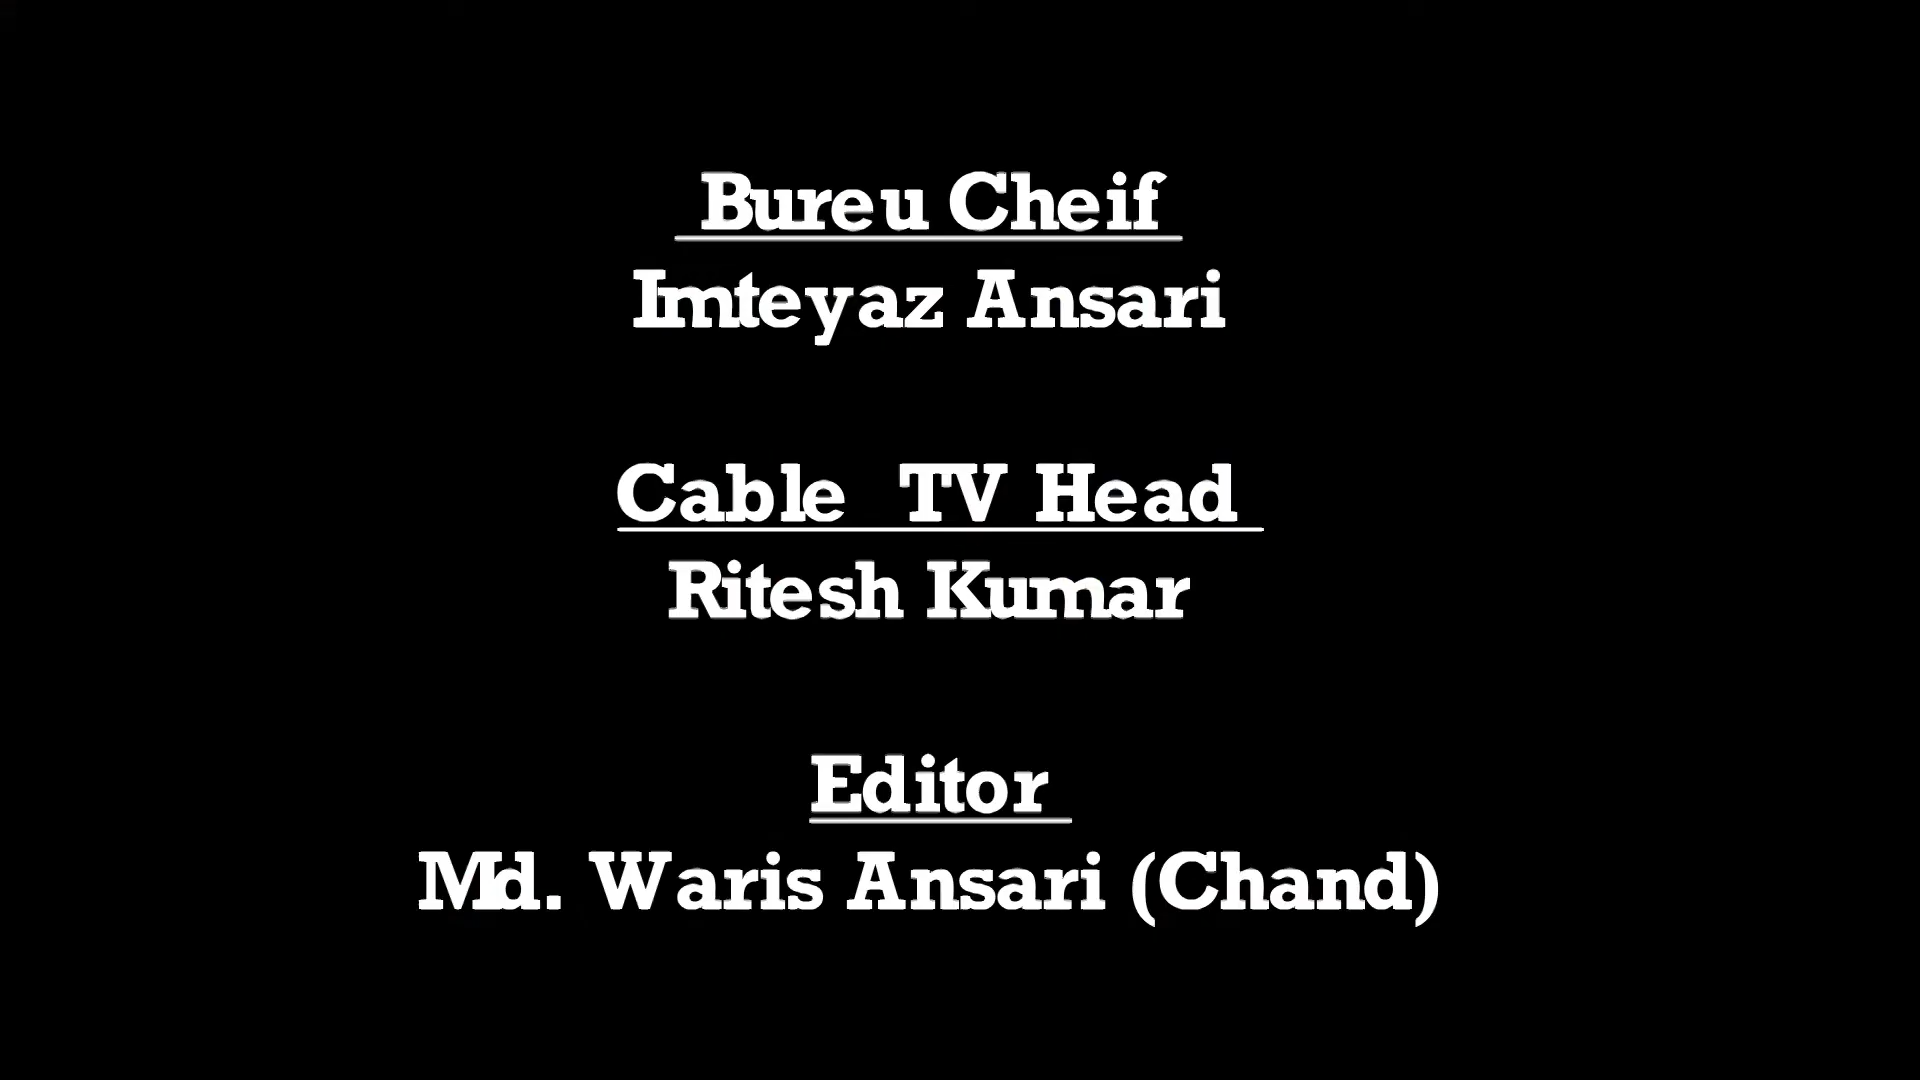 Bureu Cheif
Imteyaz Ansari
Cable TV Head
Ritesh Kumar
Editor
Md. Waris Ansari (Chand)